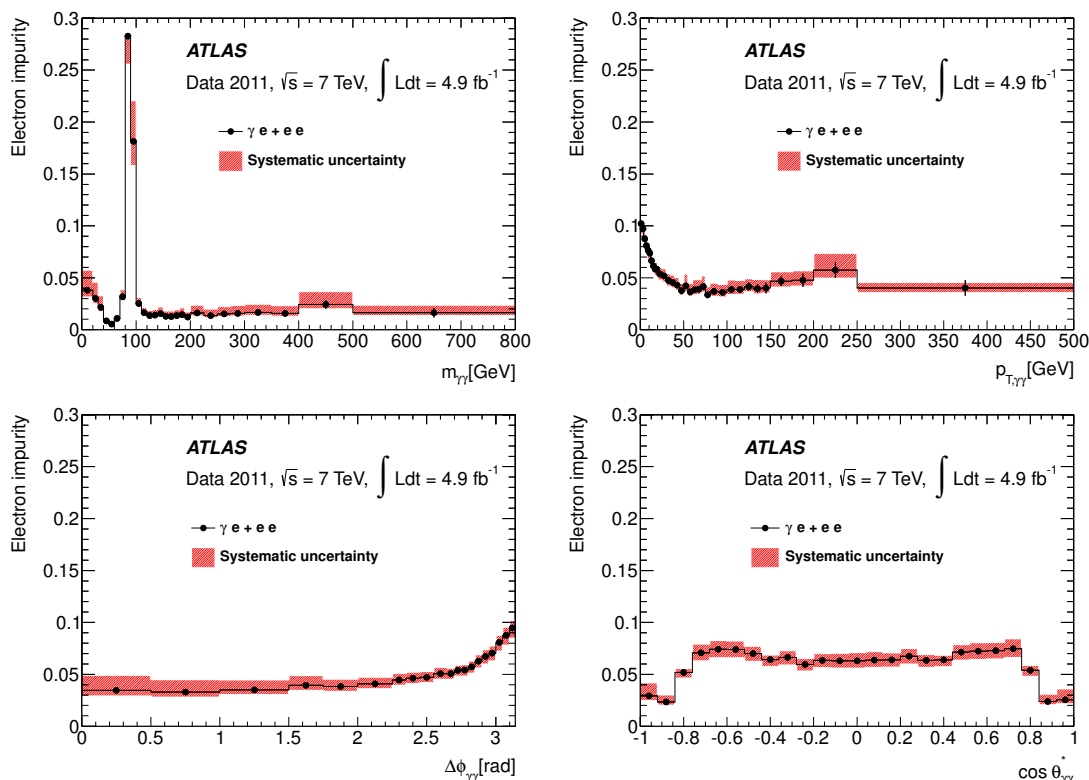 Electron impurity
0.3
0.25
0.2
0.15
0.1
0.05
0
ATLAS
Data 2011, √s = 7 TeV, ∫ Ldt = 4.9 fb⁻¹
γ e + e e
Systematic uncertainty
0 100 200 300 400 500 600 700 800
m_γγ[GeV]
Electron impurity
0.3
0.25
0.2
0.15
0.1
0.05
0
ATLAS
Data 2011, √s = 7 TeV, ∫ Ldt = 4.9 fb⁻¹
γ e + e e
Systematic uncertainty
0 50 100 150 200 250 300 350 400 450 500
p_T,γγ[GeV]
Electron impurity
0.3
0.25
0.2
0.15
0.1
0.05
0
ATLAS
Data 2011, √s = 7 TeV, ∫ Ldt = 4.9 fb⁻¹
γ e + e e
Systematic uncertainty
0 0.5 1 1.5 2 2.5 3
Δϕ_γγ[rad]
Electron impurity
0.3
0.25
0.2
0.15
0.1
0.05
0
ATLAS
Data 2011, √s = 7 TeV, ∫ Ldt = 4.9 fb⁻¹
γ e + e e
Systematic uncertainty
-1 -0.8 -0.6 -0.4 -0.2 0 0.2 0.4 0.6 0.8 1
cos θ*_γγ